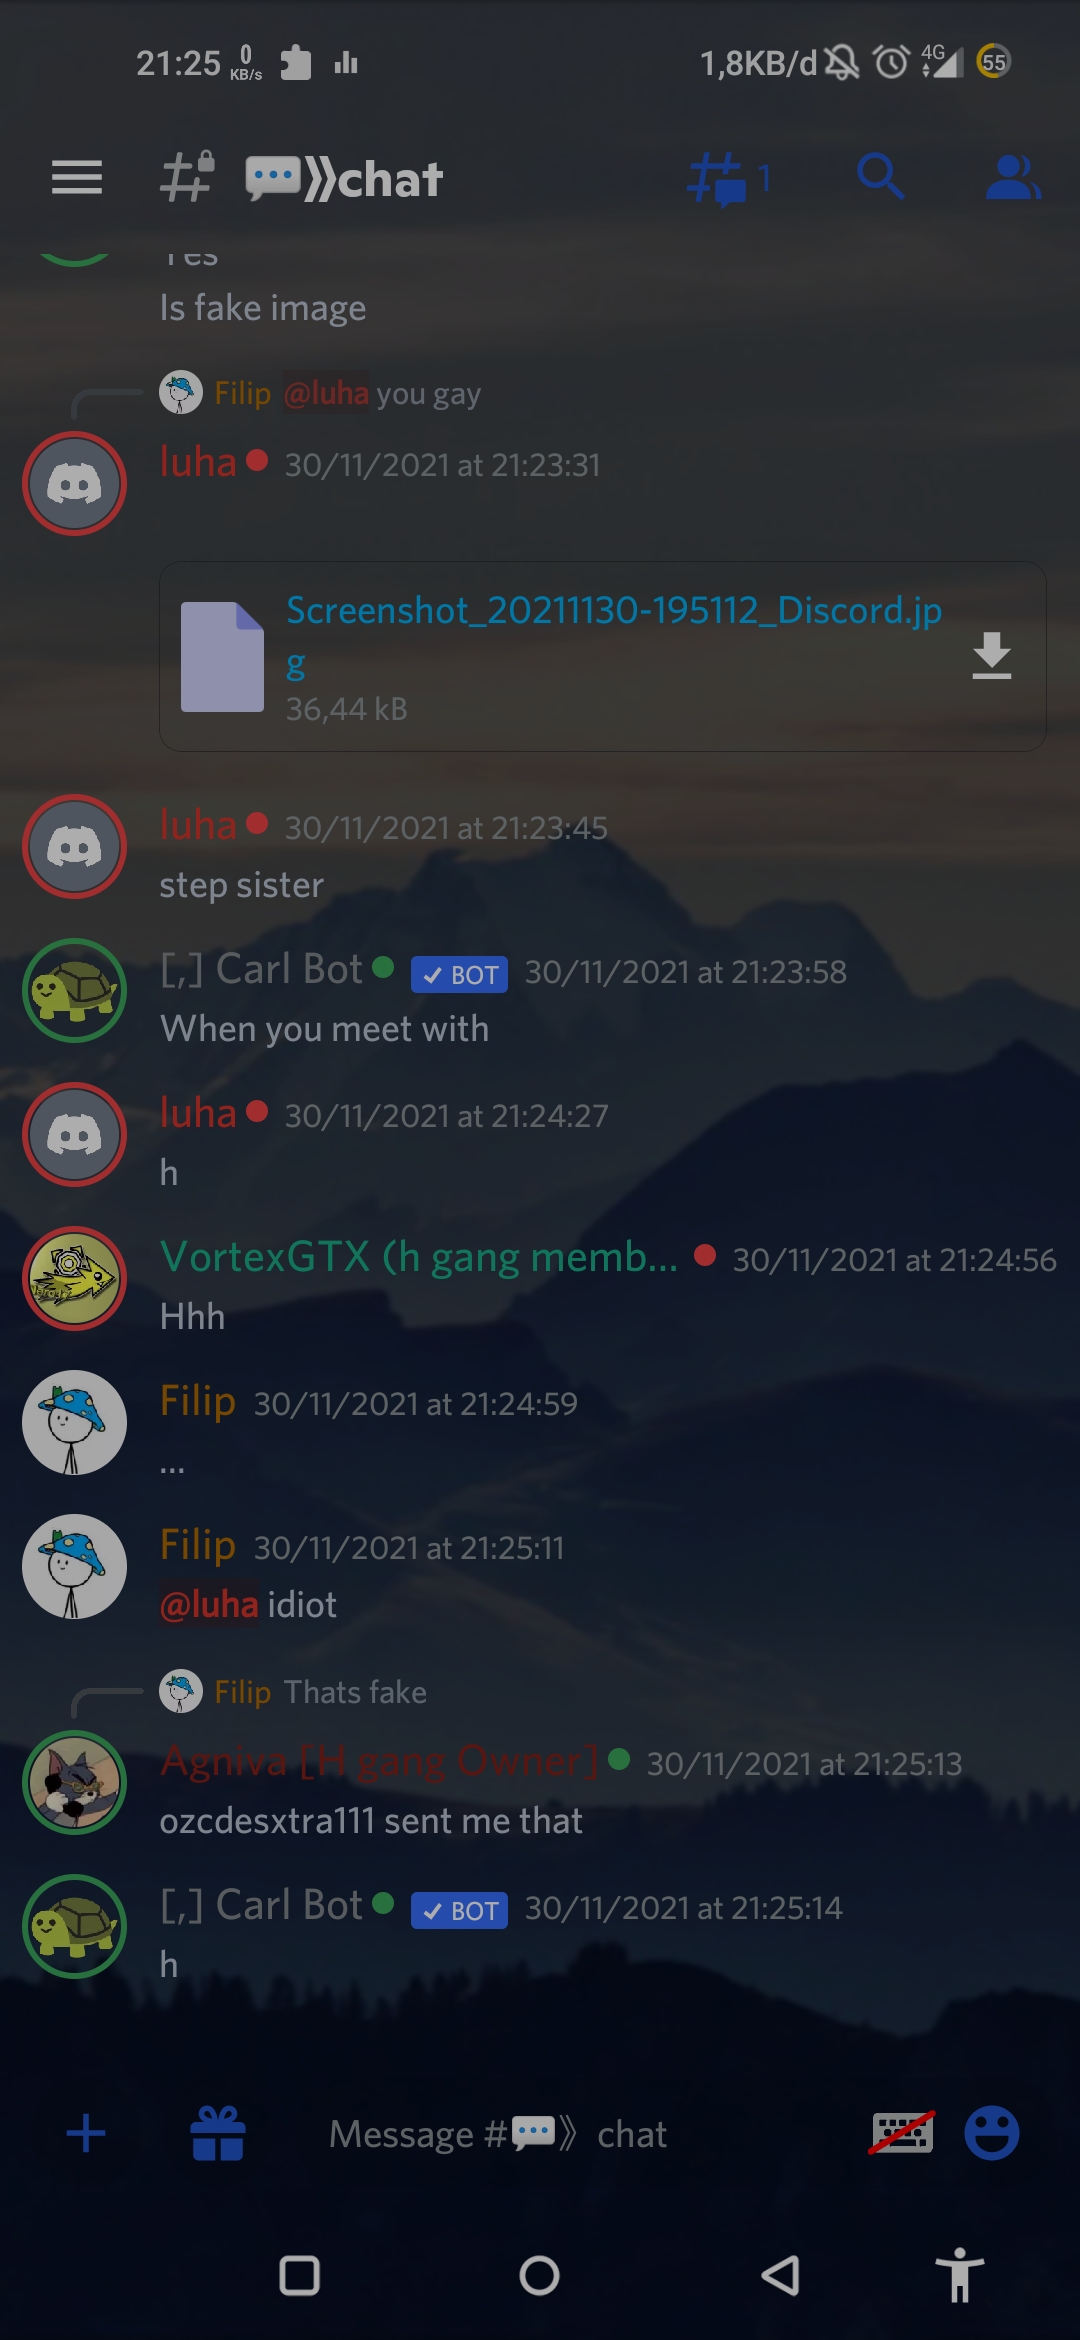 21:25 0 KB/s 1,8KB/d 4G 55
💬》chat 1
Yes
Is fake image
Filip @luha you gay
luha 30/11/2021 at 21:23:31
Screenshot_20211130-195112_Discord.jp
g
36,44 kB
luha 30/11/2021 at 21:23:45
step sister
[,] Carl Bot ✓ BOT 30/11/2021 at 21:23:58
When you meet with
luha 30/11/2021 at 21:24:27
h
VortexGTX (h gang memb... 30/11/2021 at 21:24:56
Hhh
Filip 30/11/2021 at 21:24:59
...
Filip 30/11/2021 at 21:25:11
@luha idiot
Filip Thats fake
Agniva [H gang Owner] 30/11/2021 at 21:25:13
ozcdesxtra111 sent me that
[,] Carl Bot ✓ BOT 30/11/2021 at 21:25:14
h
Message #💬》 chat